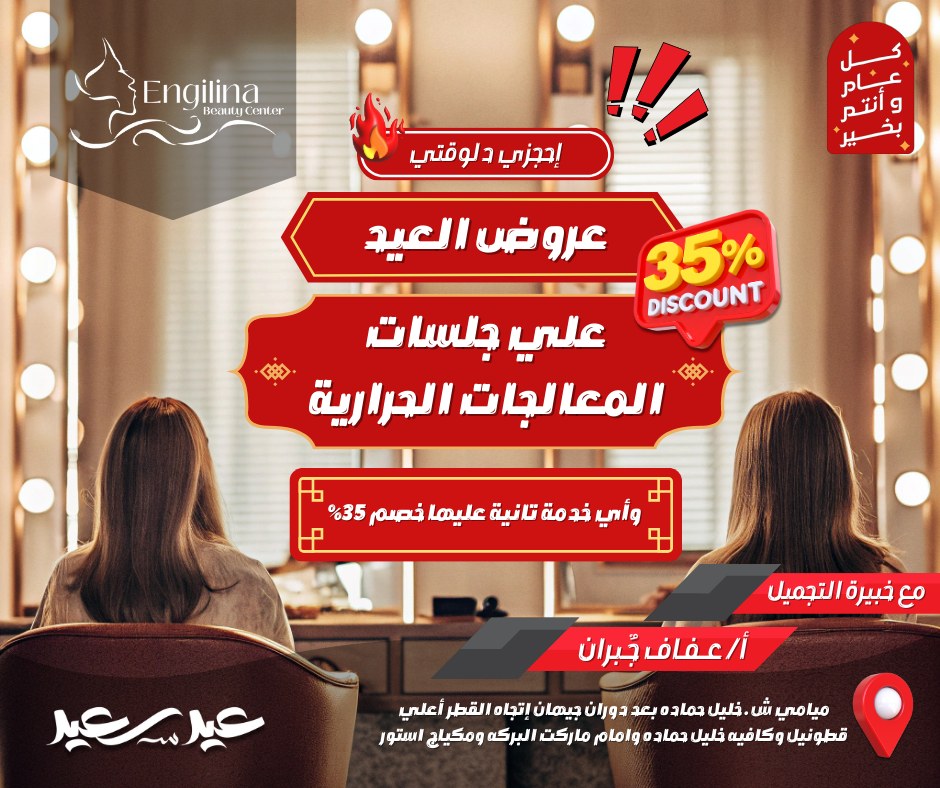 Engilina
Beauty Center
كل
عام
و أنتم
بخير
إحجزي دلوقتي
عروض العيد
35%
DISCOUNT
علي جلسات
المعالجات الحرارية
وأي خدمة تانية عليها خصم 35%
مع خبيرة التجميل
أ/ عفاف جُبران
ميامي ش. خليل حماده بعد دوران جيهان إتجاه القطر أعلي
قطونيل وكافيه خليل حماده وامام ماركت البركه ومكياج استور
عيد سعيد